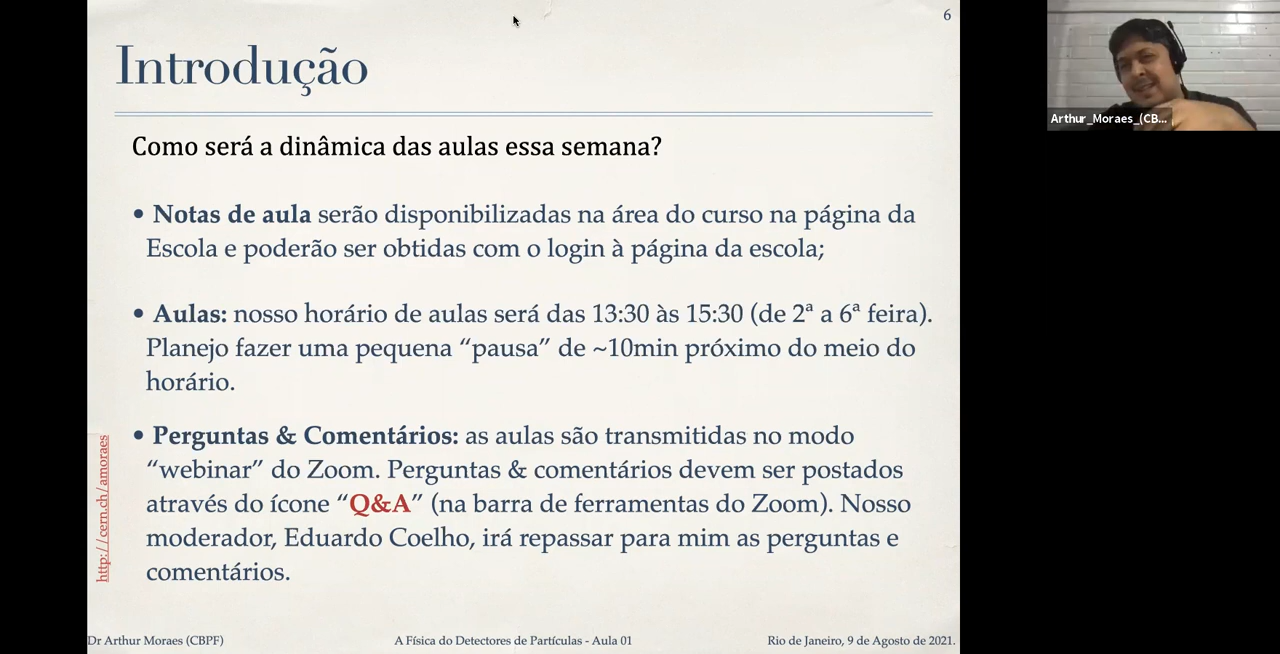 6
Introdução
Como será a dinâmica das aulas essa semana?
• Notas de aula serão disponibilizadas na área do curso na página da
Escola e poderão ser obtidas com o login à página da escola;
• Aulas: nosso horário de aulas será das 13:30 às 15:30 (de 2ª a 6ª feira).
Planejo fazer uma pequena “pausa” de ~10min próximo do meio do
horário.
• Perguntas & Comentários: as aulas são transmitidas no modo
“webinar” do Zoom. Perguntas & comentários devem ser postados
através do ícone “Q&A” (na barra de ferramentas do Zoom). Nosso
moderador, Eduardo Coelho, irá repassar para mim as perguntas e
comentários.
http://cern.ch/amoraes
Dr Arthur Moraes (CBPF)
A Física do Detectores de Partículas - Aula 01
Rio de Janeiro, 9 de Agosto de 2021.
Arthur_Moraes_(CB...